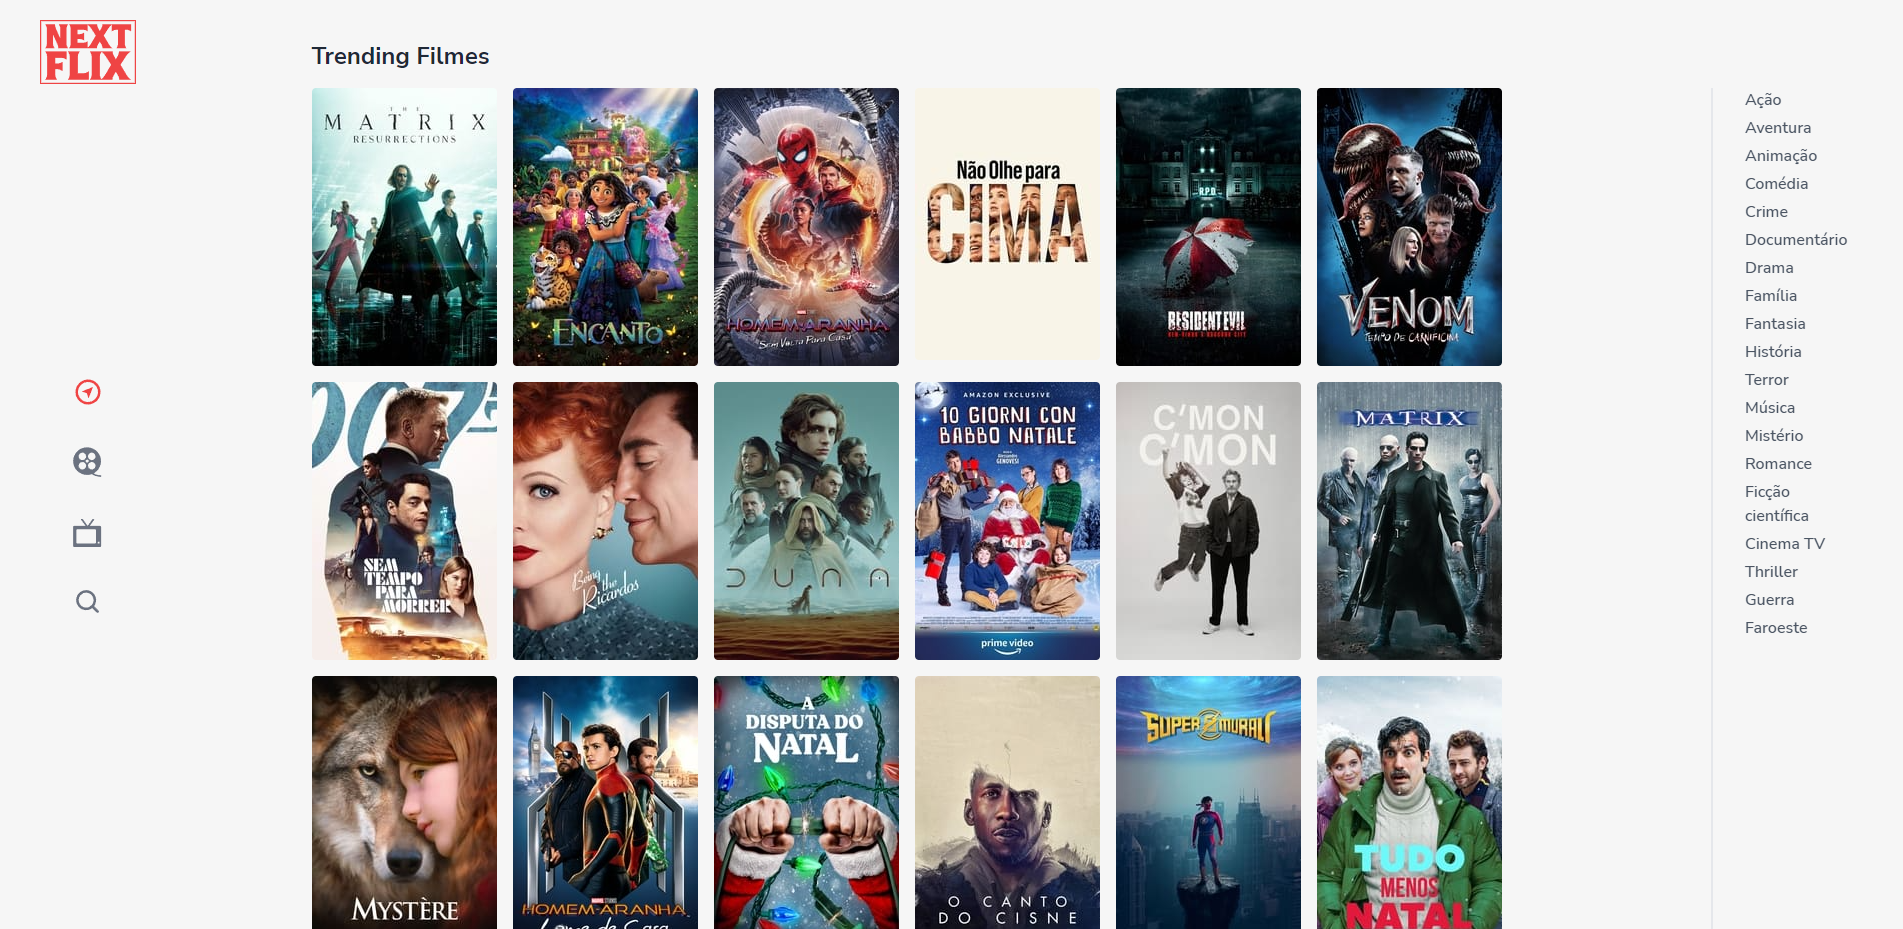 NEXT
FLIX
Trending Filmes
THE
MATRIX
RESURRECTIONS
ENCANTO
HOMEM-ARANHA
SEM VOLTA PARA CASA
Não Olhe para
CIMA
R.P.D.
RESIDENT EVIL
VENOM
TEMPO DE CARNIFICINA
007
SEM
TEMPO
PARA
MORRER
Being
the
Ricardos
DUNA
AMAZON EXCLUSIVE
10 GIORNI CON
BABBO NATALE
Alessandro
GENOVESI
prime video
C'MON
C'MON
MATRIX
MYSTÈRE
HOMEM-ARANHA
Longe de Casa
A
DISPUTA DO
NATAL
O CANTO
DO CISNE
SUPER MURALI
TUDO
MENOS
NATAL
Ação
Aventura
Animação
Comédia
Crime
Documentário
Drama
Família
Fantasia
História
Terror
Música
Mistério
Romance
Ficção
científica
Cinema TV
Thriller
Guerra
Faroeste